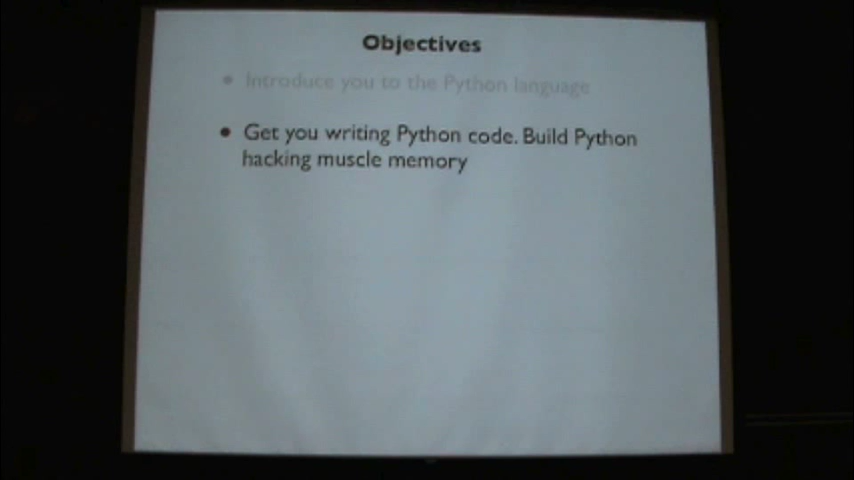 Objectives
• Introduce you to the Python language
• Get you writing Python code. Build Python
hacking muscle memory